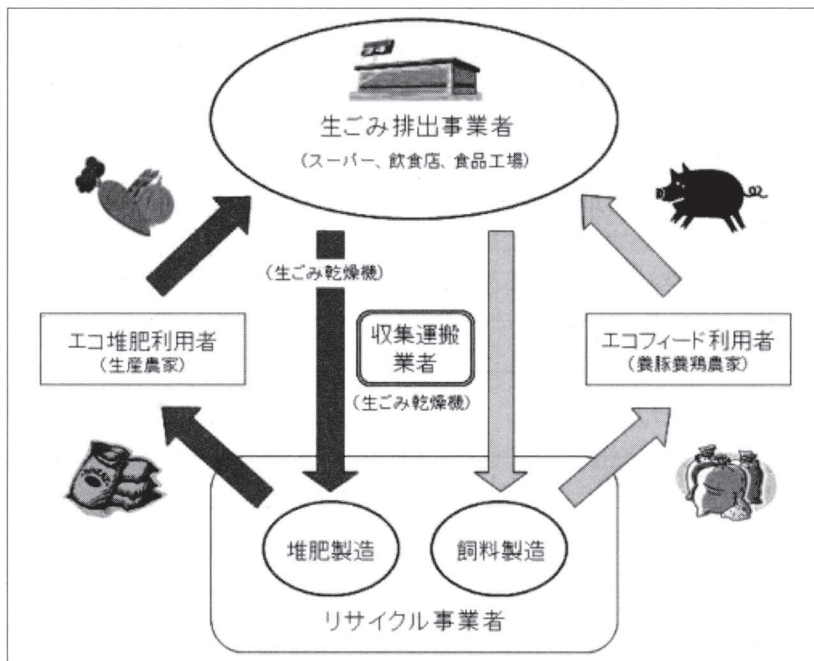 生ごみ排出事業者
(スーパー、飲食店、食品工場)
(生ごみ乾燥機)
エコ堆肥利用者
(生産農家)
収集運搬
業者
(生ごみ乾燥機)
エコフィード利用者
(養豚養鶏農家)
堆肥製造
飼料製造
リサイクル事業者